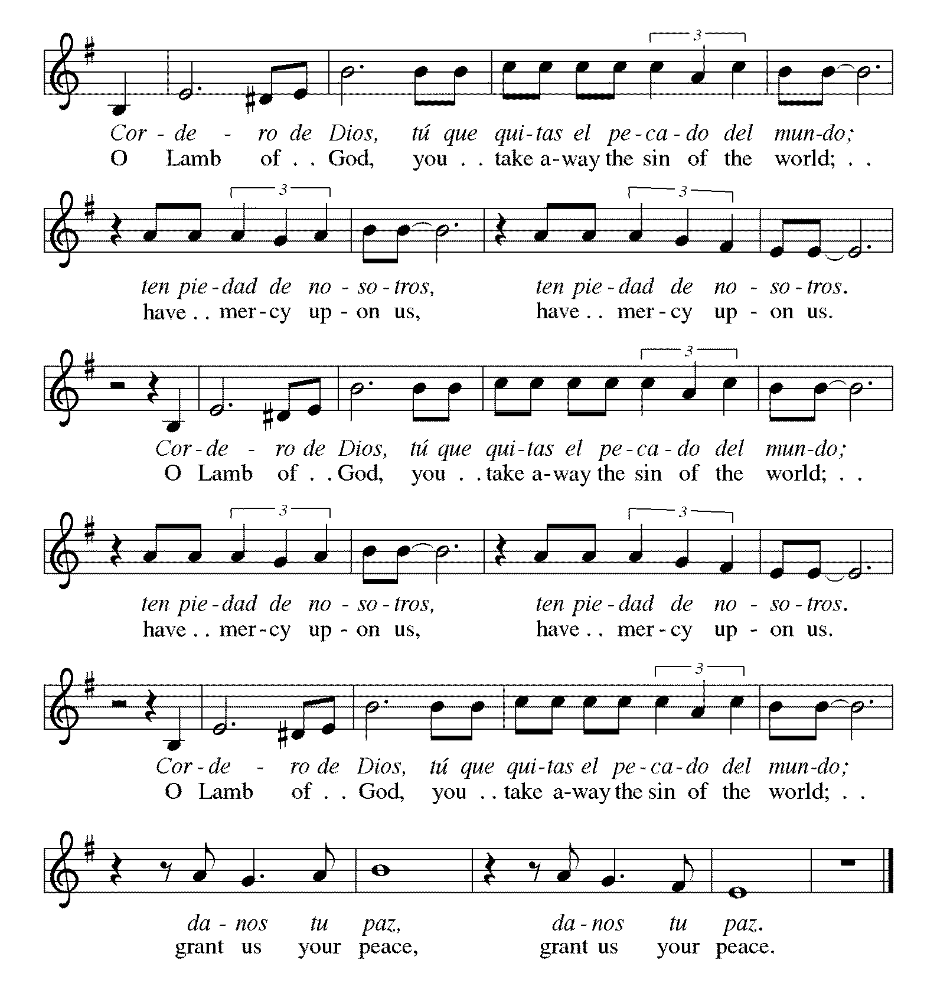 3
Cor - de - ro de Dios, tú que qui-tas el pe-ca-do del mun-do;
O Lamb of . . God, you . . take a-way the sin of the world; . .
3 3
ten pie-dad de no - so-tros, ten pie-dad de no - so-tros.
have . . mer-cy up - on us, have . . mer-cy up - on us.
3
Cor-de - ro de Dios, tú que qui-tas el pe-ca-do del mun-do;
O Lamb of . . God, you . . take a-way the sin of the world; . .
3 3
ten pie-dad de no - so-tros, ten pie-dad de no - so-tros.
have . . mer-cy up - on us, have . . mer-cy up - on us.
3
Cor-de - ro de Dios, tú que qui-tas el pe-ca-do del mun-do;
O Lamb of . . God, you . . take a-way the sin of the world; . .
da-nos tu paz, da-nos tu paz.
grant us your peace, grant us your peace.